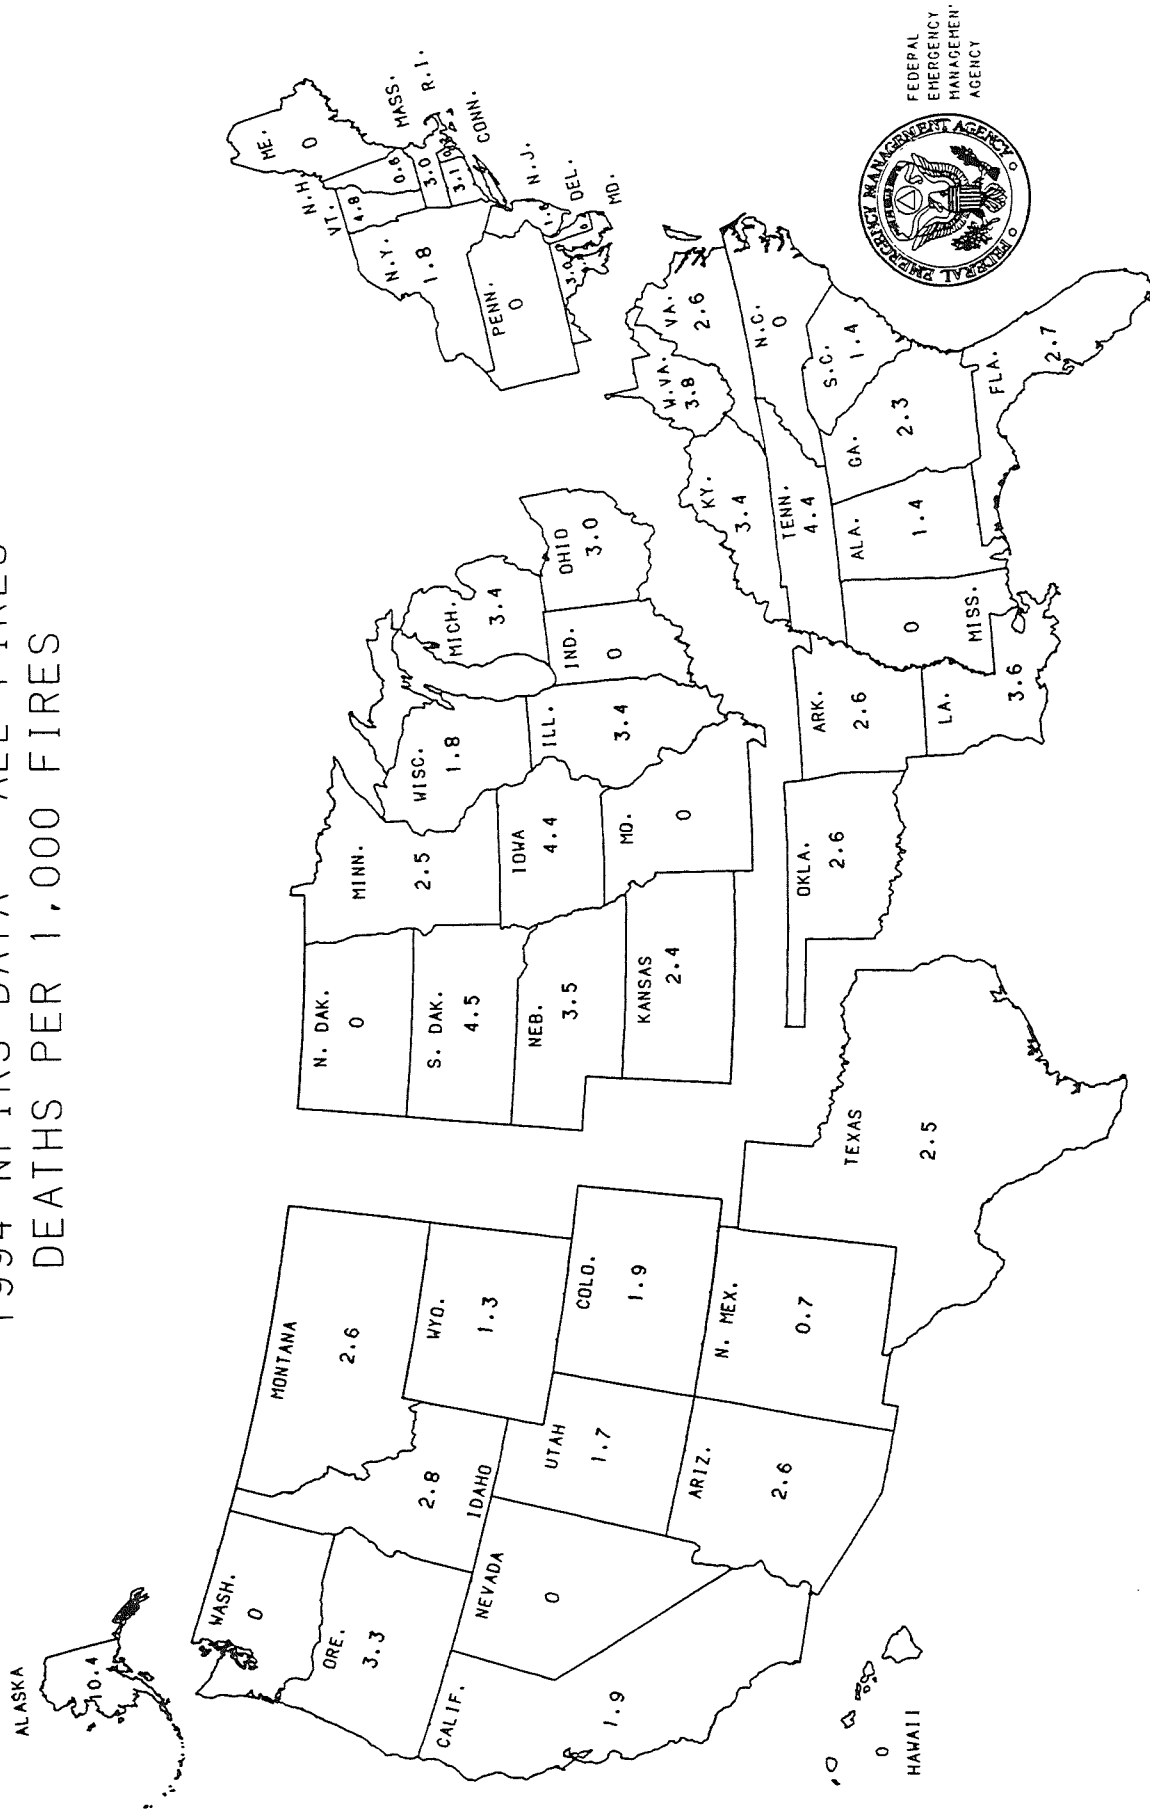 1994 NFIRS DATA - ALL FIRES
DEATHS PER 1,000 FIRES
ALASKA
10.4
WASH.
0
ORE.
3.3
CALIF.
1.9
NEVADA
0
IDAHO
2.8
MONTANA
2.6
WYO.
1.3
UTAH
1.7
COLO.
1.9
ARIZ.
2.6
N. MEX.
0.7
HAWAII
0
N. DAK.
0
S. DAK.
4.5
NEB.
3.5
KANSAS
2.4
MINN.
2.5
IOWA
4.4
MO.
0
WISC.
1.8
ILL.
3.4
MICH.
3.4
IND.
0
OHIO
3.0
TEXAS
2.5
OKLA.
2.6
ARK.
2.6
LA.
3.6
MISS.
0
ALA.
1.4
TENN.
4.4
KY.
3.4
GA.
2.3
FLA.
2.7
S.C.
1.4
N.C.
0
W.VA.
3.8
VA.
2.6
PENN.
0
N.Y.
1.8
VT.
4.8
N.H.
0.6
ME.
0
MASS.
3.0
R.I.
CONN.
3.1
N.J.
DEL.
MD.
3.0
FEDERAL EMERGENCY MANAGEMENT AGENCY
FEDERAL
EMERGENCY
MANAGEMEN
AGENCY